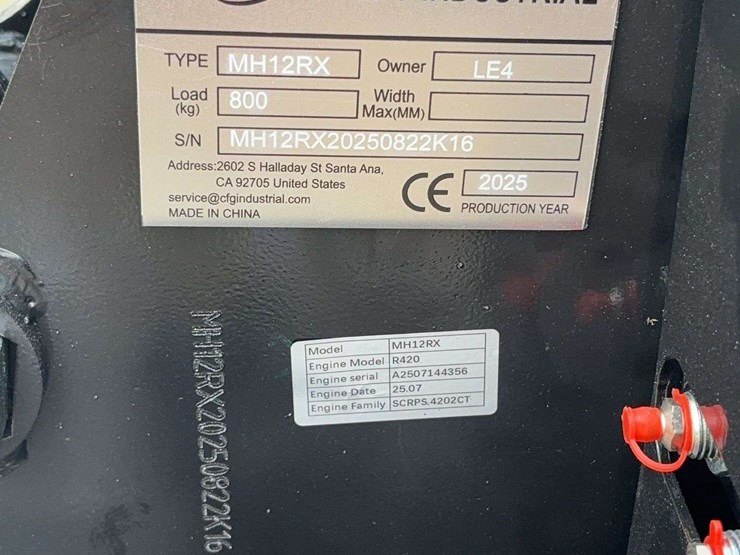 INDUSTRIAL
TYPE MH12RX Owner LE4
Load (kg) 800 Width Max(MM)
S/N MH12RX20250822K16
Address:2602 S Halladay St Santa Ana,
CA 92705 United States
service@cfgindustrial.com
MADE IN CHINA
CE 2025
PRODUCTION YEAR
MH12RX20250822K16
Model MH12RX
Engine Model R420
Engine serial A2507144356
Engine Date 25.07
Engine Family SCRPS.4202CT